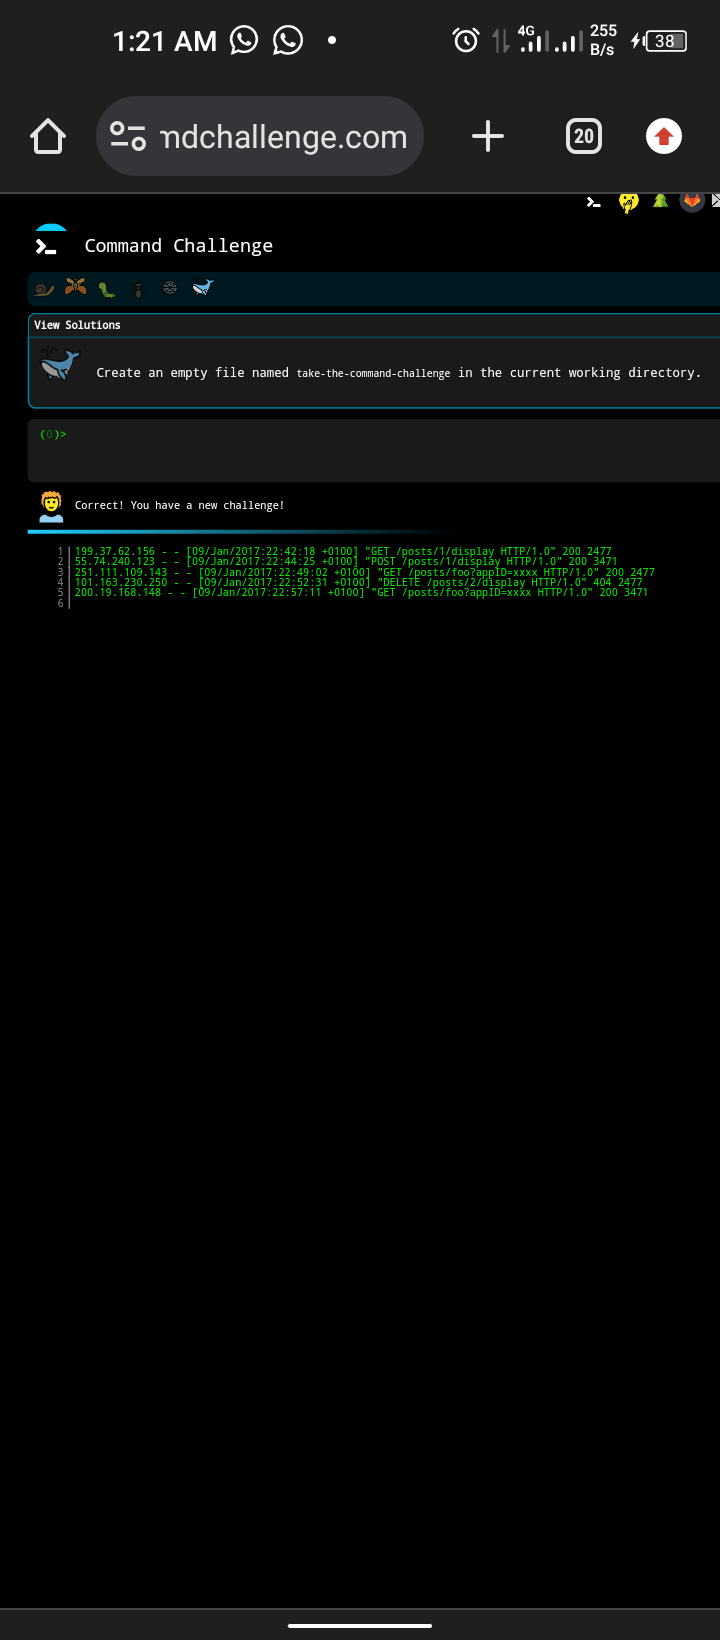 1:21 AM
4G
255
B/s
38
mdchallenge.com
20
Command Challenge
View Solutions
Create an empty file named take-the-command-challenge in the current working directory.
(0)>
Correct! You have a new challenge!
1 199.37.62.156 - - [09/Jan/2017:22:42:18 +0100] "GET /posts/1/display HTTP/1.0" 200 2477
2 55.74.240.123 - - [09/Jan/2017:22:44:25 +0100] "POST /posts/1/display HTTP/1.0" 200 3471
3 251.111.109.143 - - [09/Jan/2017:22:49:02 +0100] "GET /posts/foo?appID=xxxx HTTP/1.0" 200 2477
4 101.163.230.250 - - [09/Jan/2017:22:52:31 +0100] "DELETE /posts/2/display HTTP/1.0" 404 2477
5 200.19.168.148 - - [09/Jan/2017:22:57:11 +0100] "GET /posts/foo?appID=xxxx HTTP/1.0" 200 3471
6